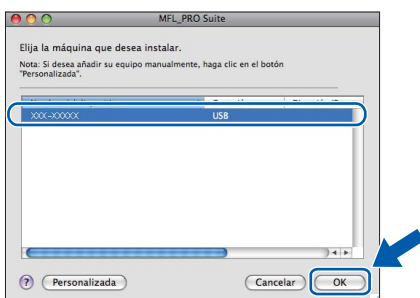 MFL_PRO Suite
Elija la máquina que desea instalar.
Nota: Si desea añadir su equipo manualmente, haga clic en el botón
"Personalizada".
XXX-XXXXX USB
? Personalizada Cancelar OK